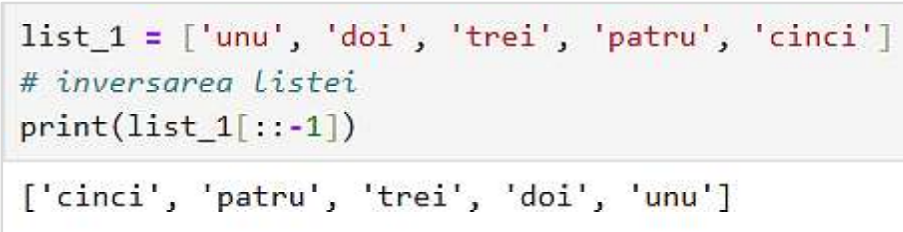 list_1 = ['unu', 'doi', 'trei', 'patru', 'cinci']
# inversarea listei
print(list_1[::-1])
['cinci', 'patru', 'trei', 'doi', 'unu']